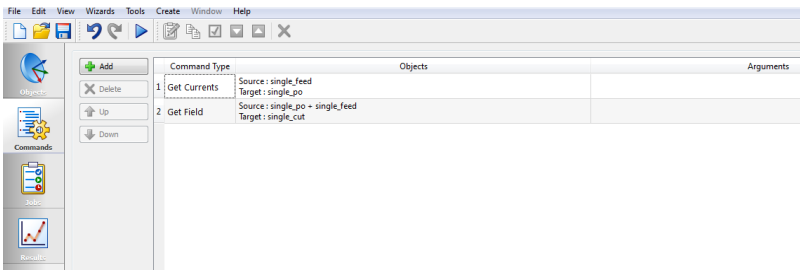 File Edit View Wizards Tools Create Window Help
Objects
Commands
Jobs
Results
Add
Delete
Up
Down
Command Type Objects Arguments
1 Get Currents Source : single_feed
Target : single_po
2 Get Field Source : single_po + single_feed
Target : single_cut